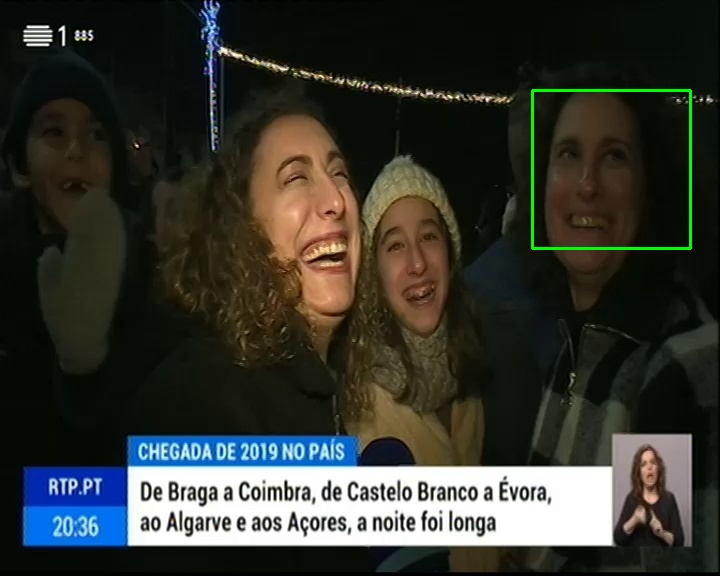 1 885
CHEGADA DE 2019 NO PAÍS
RTP.PT
De Braga a Coimbra, de Castelo Branco a Évora,
20:36
ao Algarve e aos Açores, a noite foi longa